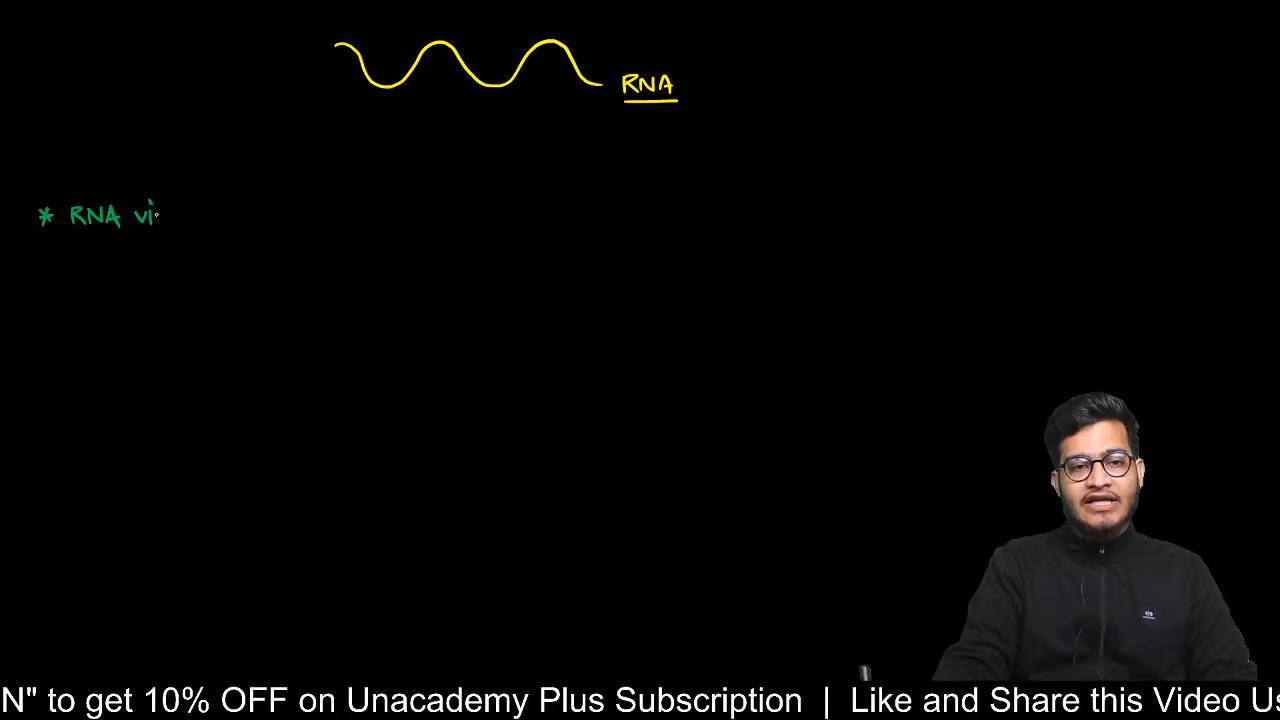 RNA
* RNA vi
N" to get 10% OFF on Unacademy Plus Subscription | Like and Share this Video Us